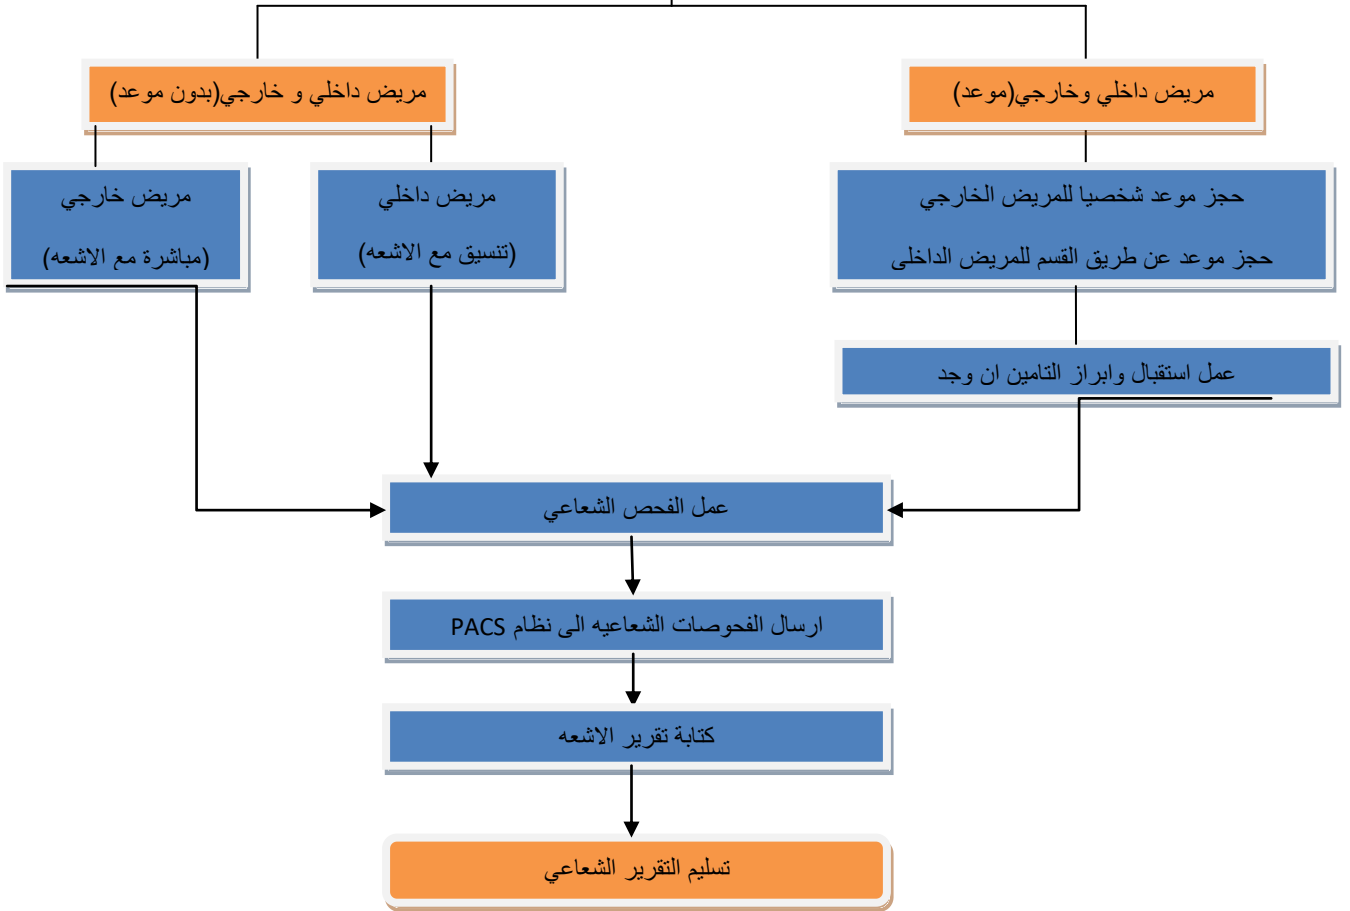 مريض داخلي وخارجي(موعد)
مريض داخلي و خارجي(بدون موعد)
حجز موعد شخصيا للمريض الخارجي
حجز موعد عن طريق القسم للمريض الداخلي
مريض داخلي
(تنسيق مع الاشعه)
مريض خارجي
(مباشرة مع الاشعه)
عمل استقبال وابراز التامين ان وجد
عمل الفحص الشعاعي
ارسال الفحوصات الشعاعيه الى نظام PACS
كتابة تقرير الاشعه
تسليم التقرير الشعاعي